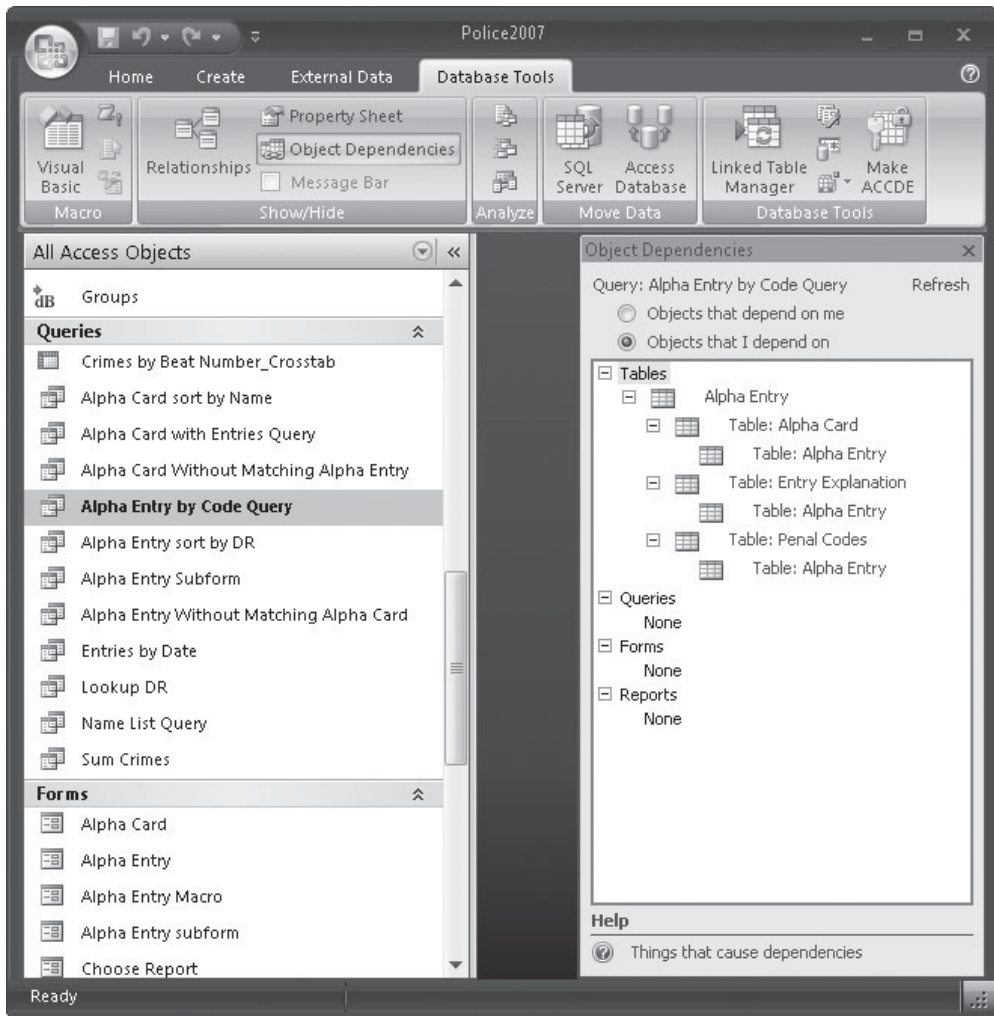 Police2007
Home Create External Data Database Tools
Visual Basic
Relationships
Property Sheet
Object Dependencies
Message Bar
SQL Server
Access Database
Linked Table Manager
Make ACCDE
Macro Show/Hide Analyze Move Data Database Tools
All Access Objects
Groups
Queries
Crimes by Beat Number_Crosstab
Alpha Card sort by Name
Alpha Card with Entries Query
Alpha Card Without Matching Alpha Entry
Alpha Entry by Code Query
Alpha Entry sort by DR
Alpha Entry Subform
Alpha Entry Without Matching Alpha Card
Entries by Date
Lookup DR
Name List Query
Sum Crimes
Forms
Alpha Card
Alpha Entry
Alpha Entry Macro
Alpha Entry subform
Choose Report
Object Dependencies
Query: Alpha Entry by Code Query Refresh
Objects that depend on me
Objects that I depend on
Tables
Alpha Entry
Table: Alpha Card
Table: Alpha Entry
Table: Entry Explanation
Table: Alpha Entry
Table: Penal Codes
Table: Alpha Entry
Queries
None
Forms
None
Reports
None
Help
Things that cause dependencies
Ready